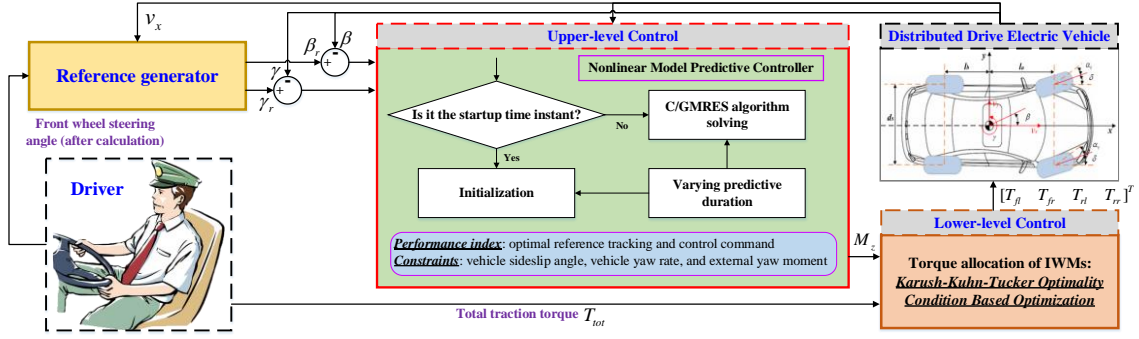 v_x
Reference generator
β_r
β
γ
γ_r
+
-
+
-
Front wheel steering
angle (after calculation)
Driver
Upper-level Control
Nonlinear Model Predictive Controller
Is it the startup time instant?
No
Yes
C/GMRES algorithm
solving
Initialization
Varying predictive
duration
Performance index: optimal reference tracking and control command
Constraints: vehicle sideslip angle, vehicle yaw rate, and external yaw moment
Total traction torque T_tot
M_z
Distributed Drive Electric Vehicle
y
x
β
δ
δ
[T_fl T_fr T_rl T_rr]^T
Lower-level Control
Torque allocation of IWMs:
Karush-Kuhn-Tucker Optimality
Condition Based Optimization